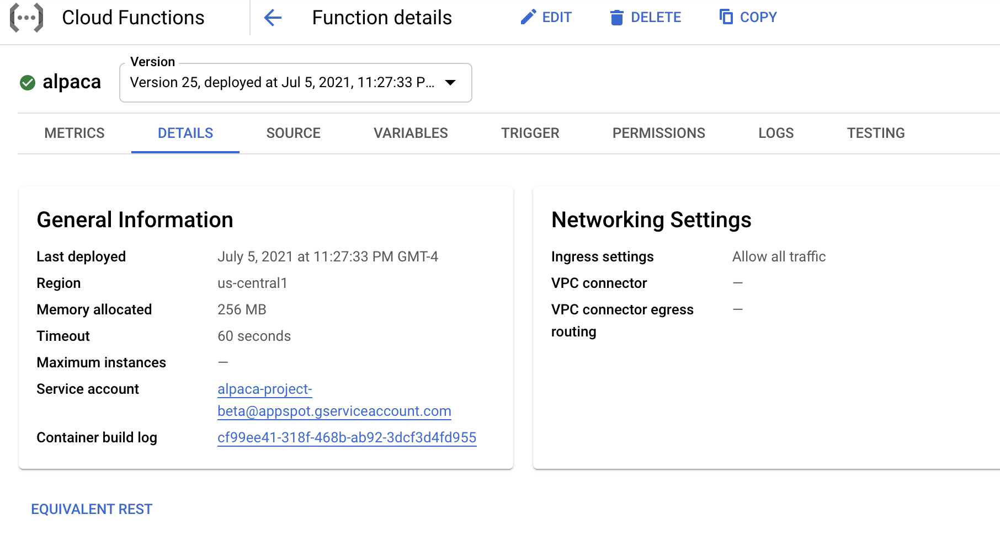 Cloud Functions
Function details
EDIT
DELETE
COPY
alpaca
Version
Version 25, deployed at Jul 5, 2021, 11:27:33 P...
METRICS
DETAILS
SOURCE
VARIABLES
TRIGGER
PERMISSIONS
LOGS
TESTING
General Information
Last deployed July 5, 2021 at 11:27:33 PM GMT-4
Region us-central1
Memory allocated 256 MB
Timeout 60 seconds
Maximum instances —
Service account alpaca-project-
beta@appspot.gserviceaccount.com
Container build log cf99ee41-318f-468b-ab92-3dcf3d4fd955
Networking Settings
Ingress settings Allow all traffic
VPC connector —
VPC connector egress —
routing
EQUIVALENT REST